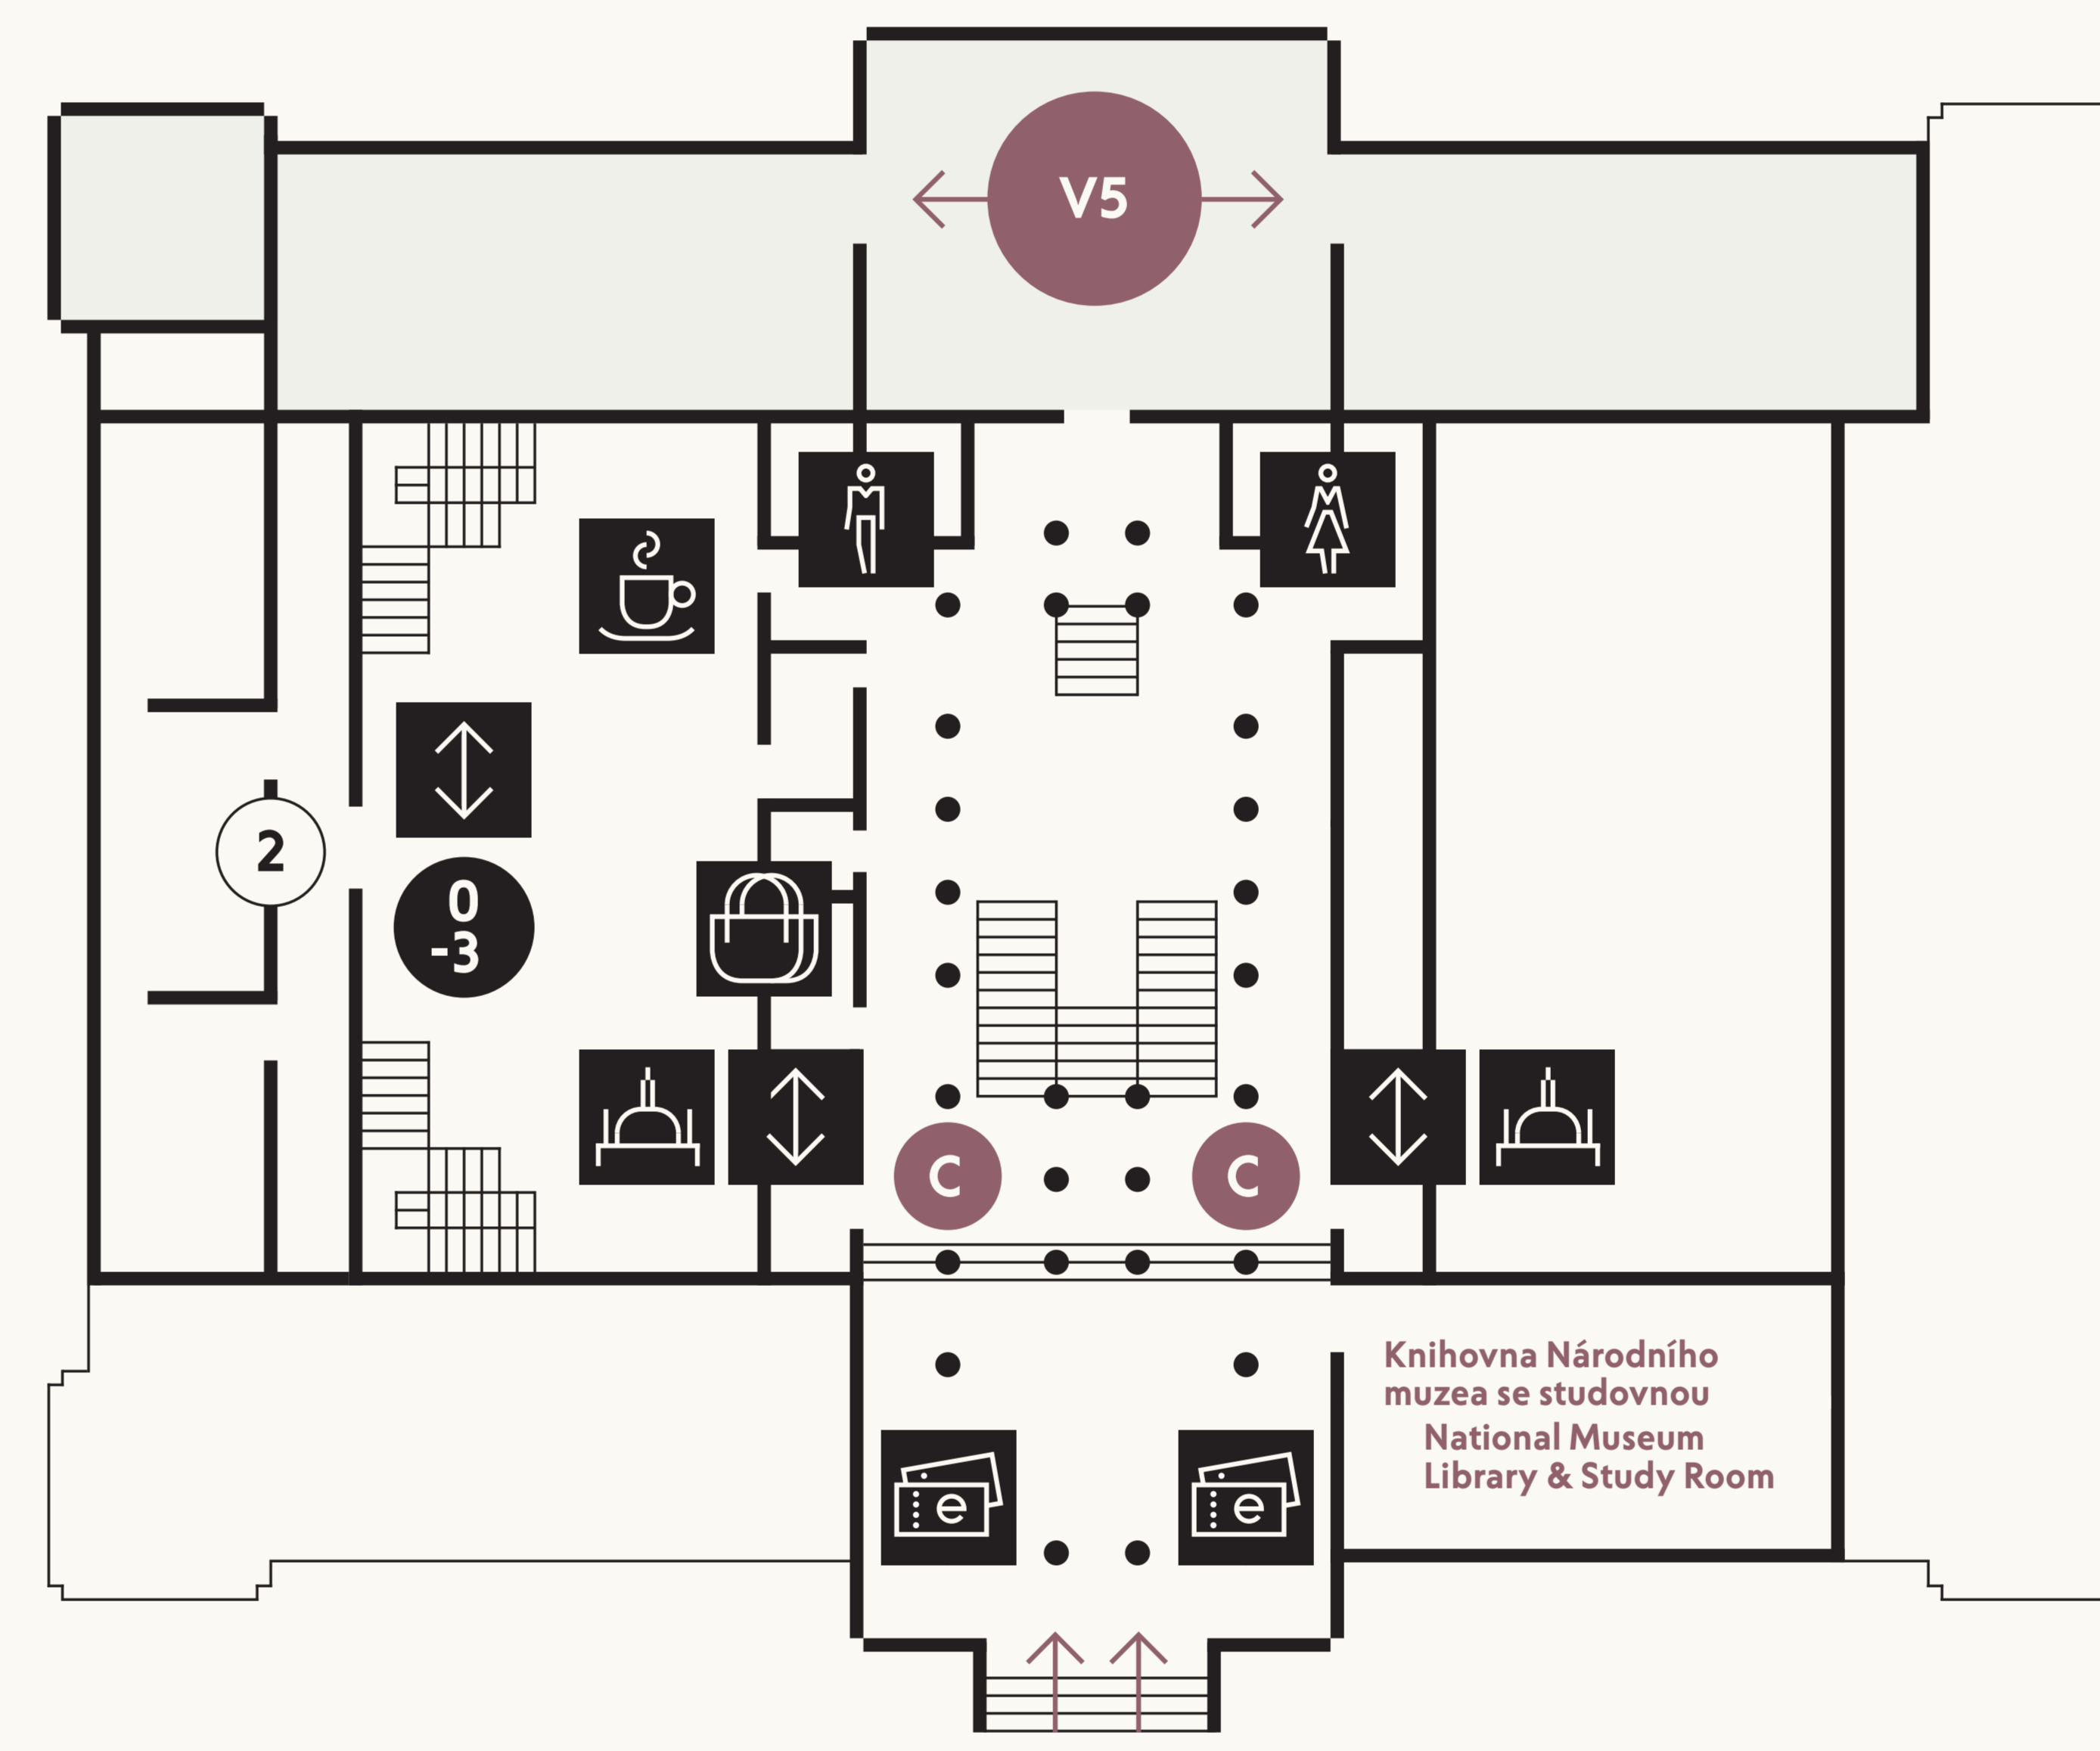 V5
2
0
-3
C
C
Knihovna Národního
muzea se studovnou
National Museum
Library & Study Room
e
e